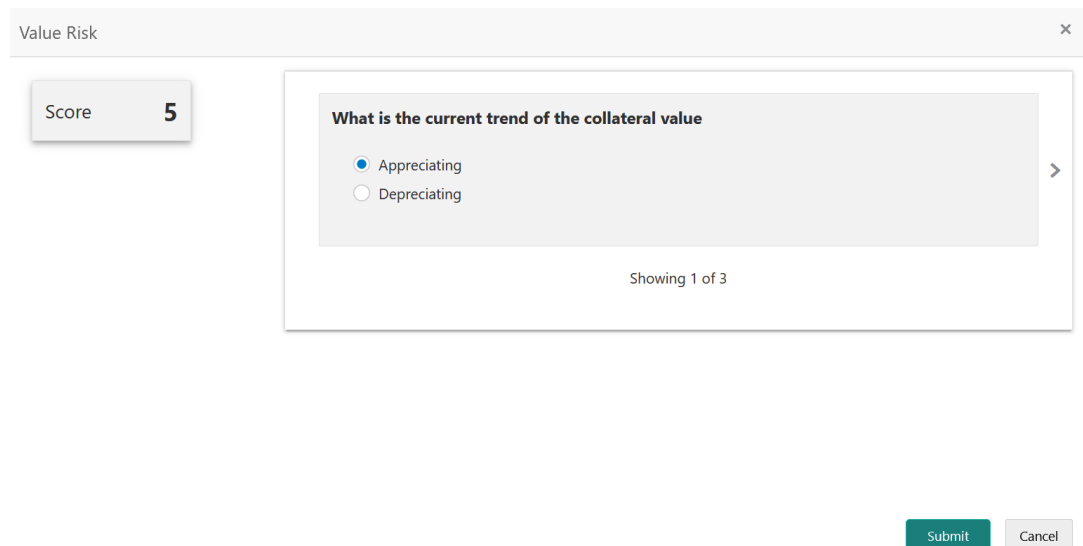 Value Risk
×
Score 5
What is the current trend of the collateral value
Appreciating
Depreciating
Showing 1 of 3
Submit Cancel